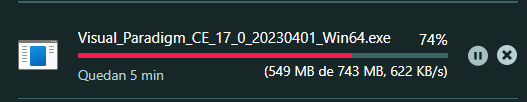 Visual_Paradigm_CE_17_0_20230401_Win64.exe 74%
Quedan 5 min (549 MB de 743 MB, 622 KB/s)